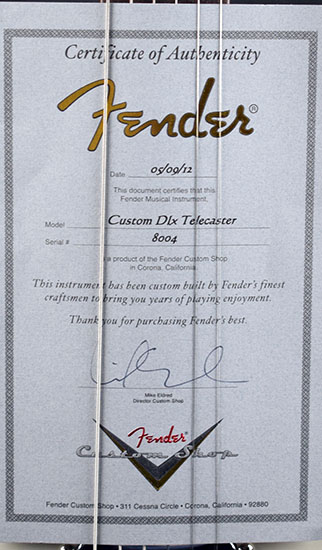 Certificate of Authenticity
Fender®
Date 05/09/12
This document certifies that this
Fender Musical Instrument,
Model Custom Dlx Telecaster
Serial # 8004
is a product of the Fender Custom Shop
in Corona, California.
This instrument has been custom built by Fender's finest
craftsmen to bring you years of playing enjoyment.
Thank you for purchasing Fender's best.
Mike Eldred
Director Custom Shop
Fender
Custom Shop
Fender Custom Shop • 311 Cessna Circle • Corona, California • 92880